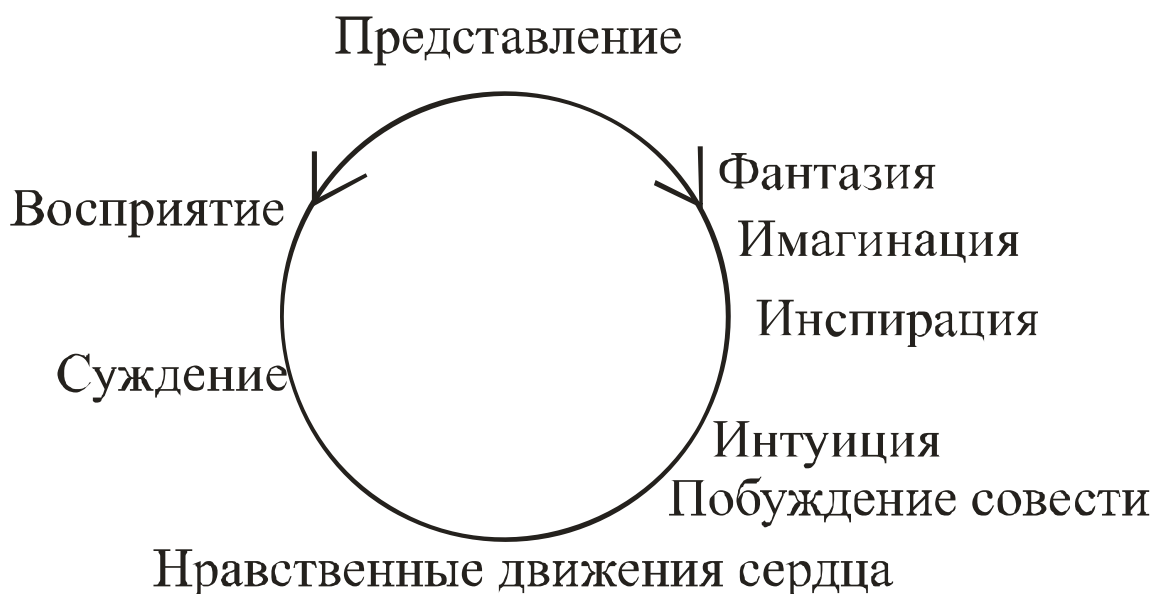 Представление
Фантазия
Восприятие
Имагинация
Инспирация
Суждение
Интуиция
Побуждение совести
Нравственные движения сердца